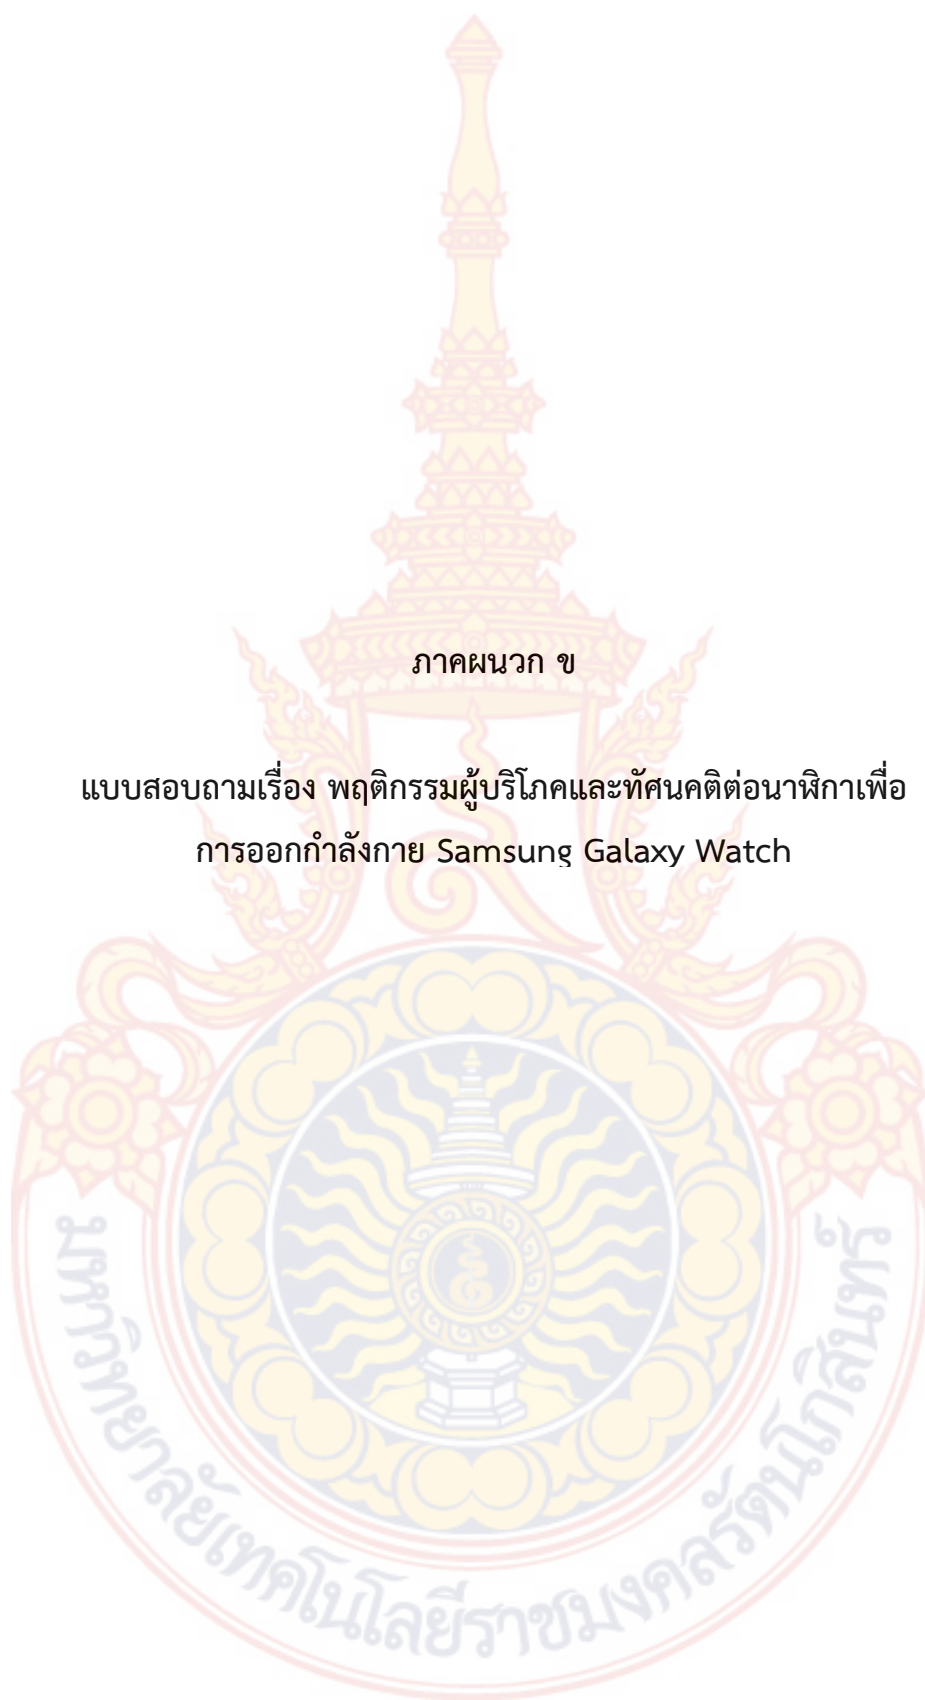 ภาคผนวก ข
แบบสอบถามเรื่อง พฤติกรรมผู้บริโภคและทัศนคติต่อนาฬิกาเพื่อ
การออกกำลังกาย Samsung Galaxy Watch
มหาวิทยาลัยเทคโนโลยีราชมงคลรัตนโกสินทร์